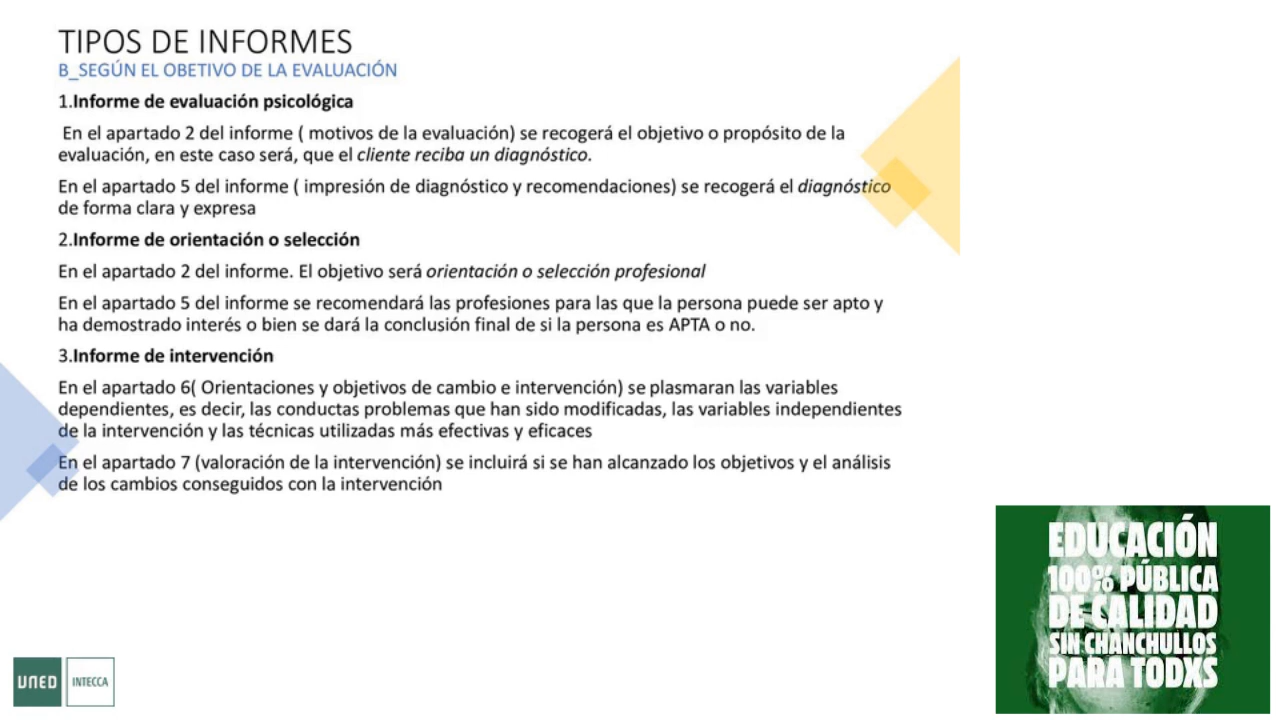 TIPOS DE INFORMES
B_SEGÚN EL OBETIVO DE LA EVALUACIÓN
1.Informe de evaluación psicológica
En el apartado 2 del informe ( motivos de la evaluación) se recogerá el objetivo o propósito de la
evaluación, en este caso será, que el cliente reciba un diagnóstico.
En el apartado 5 del informe ( impresión de diagnóstico y recomendaciones) se recogerá el diagnóstico
de forma clara y expresa
2.Informe de orientación o selección
En el apartado 2 del informe. El objetivo será orientación o selección profesional
En el apartado 5 del informe se recomendará las profesiones para las que la persona puede ser apto y
ha demostrado interés o bien se dará la conclusión final de si la persona es APTA o no.
3.Informe de intervención
En el apartado 6( Orientaciones y objetivos de cambio e intervención) se plasmaran las variables
dependientes, es decir, las conductas problemas que han sido modificadas, las variables independientes
de la intervención y las técnicas utilizadas más efectivas y eficaces
En el apartado 7 (valoración de la intervención) se incluirá si se han alcanzado los objetivos y el análisis
de los cambios conseguidos con la intervención
EDUCACIÓN
100% PÚBLICA
DE CALIDAD
SIN CHANCHULLOS
PARA TODXS
UNED INTECCA